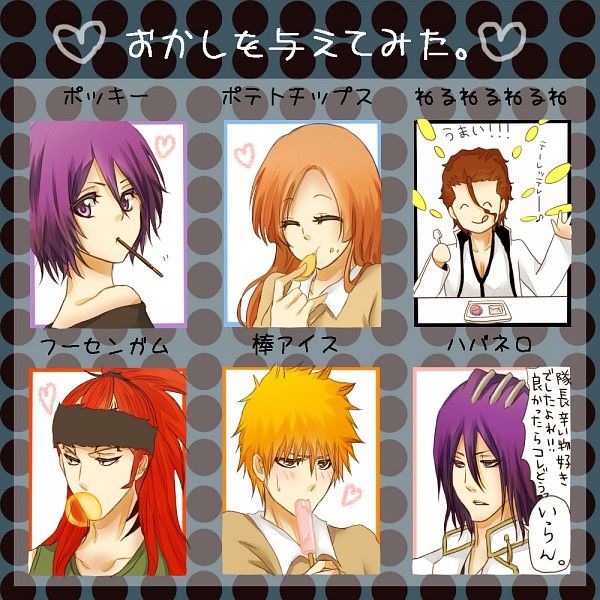 おかしを与えてみた。
ポッキー
ポテトチップス
ねるねるねるね
うまい!!!
テーレッテレー♪
フーセンガム
棒アイス
ハバネロ
隊長辛い物好き
でしたよね!!
良かったらコレどうっ
いらん。